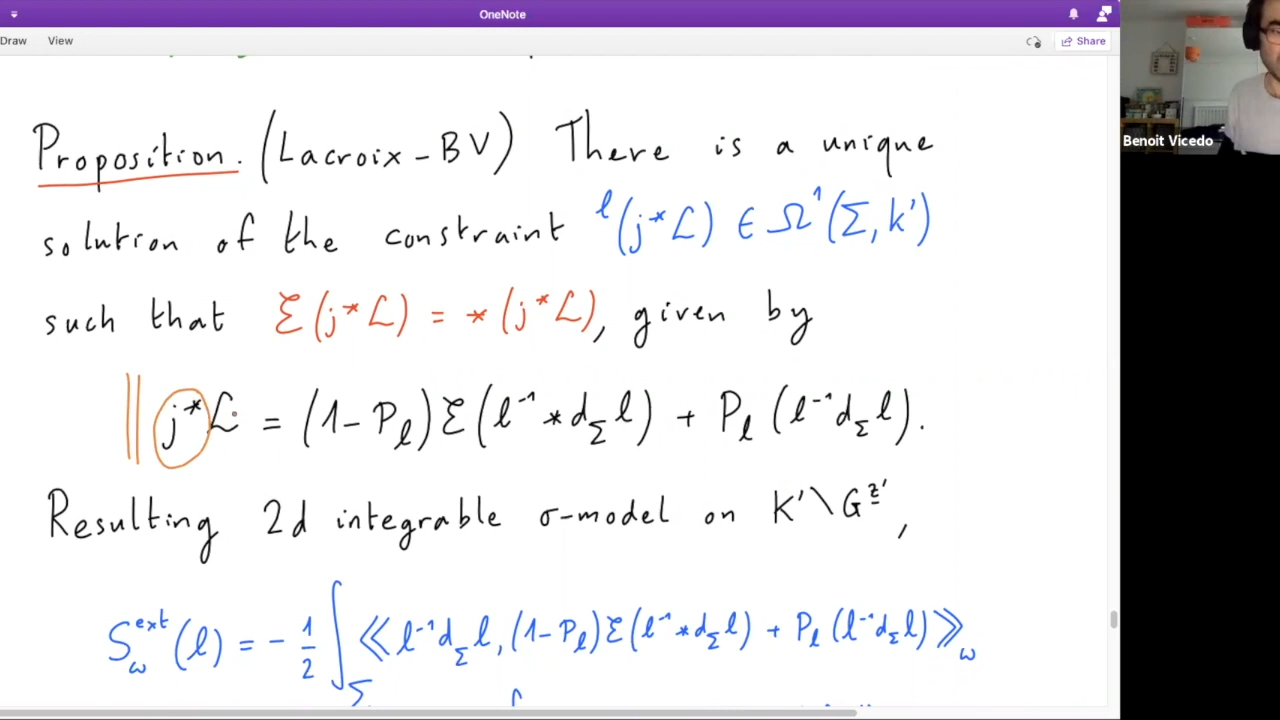 OneNote
Draw View Share
Benoit Vicedo
Proposition. (Lacroix - BV) There is a unique
solution of the constraint ˡ(j*ℒ) ∈ Ω¹(Σ, k')
such that ℰ(j*ℒ) = *(j*ℒ), given by
j*ℒ = (1 - P_l) ℰ(l⁻¹ * d_Σ l) + P_l (l⁻¹ d_Σ l).
Resulting 2d integrable σ-model on K'\G^{z'},
S_ω^{ext}(l) = - 1/2 ∫_Σ ⟪l⁻¹ d_Σ l, (1 - P_l) ℰ(l⁻¹ * d_Σ l) + P_l (l⁻¹ d_Σ l)⟫_ω